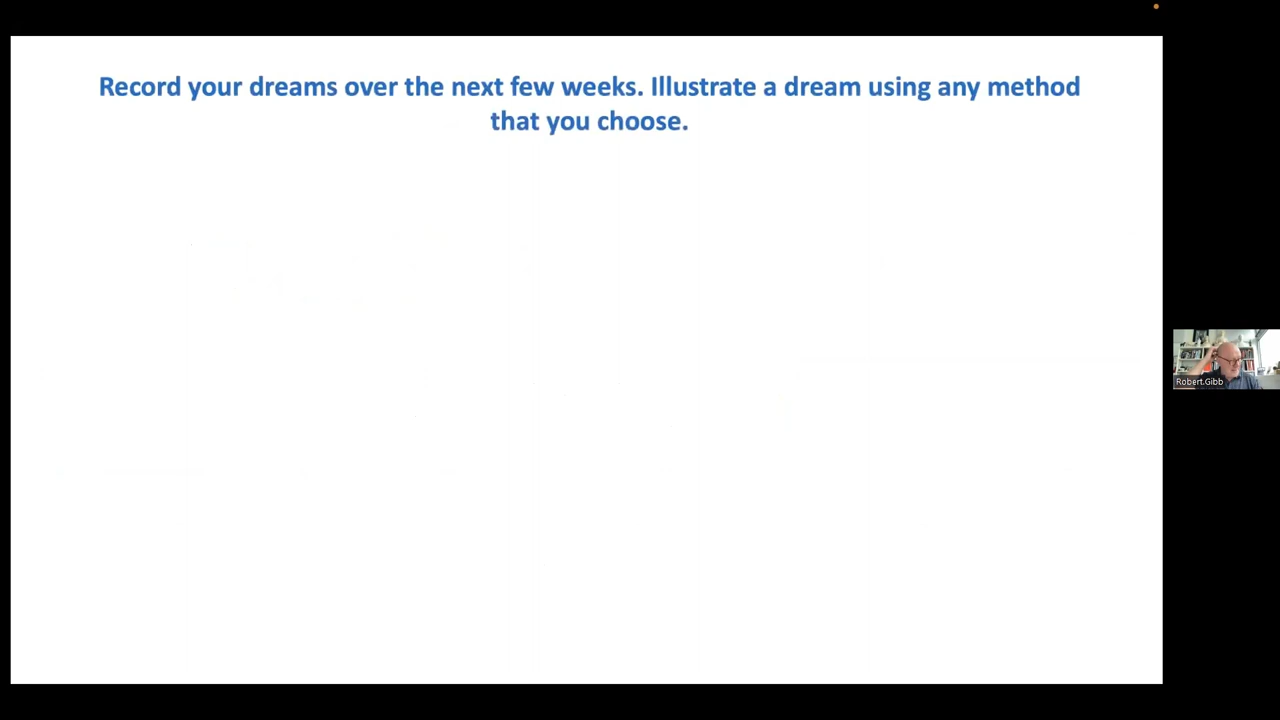 Record your dreams over the next few weeks. Illustrate a dream using any method
that you choose.
Robert.Gibb